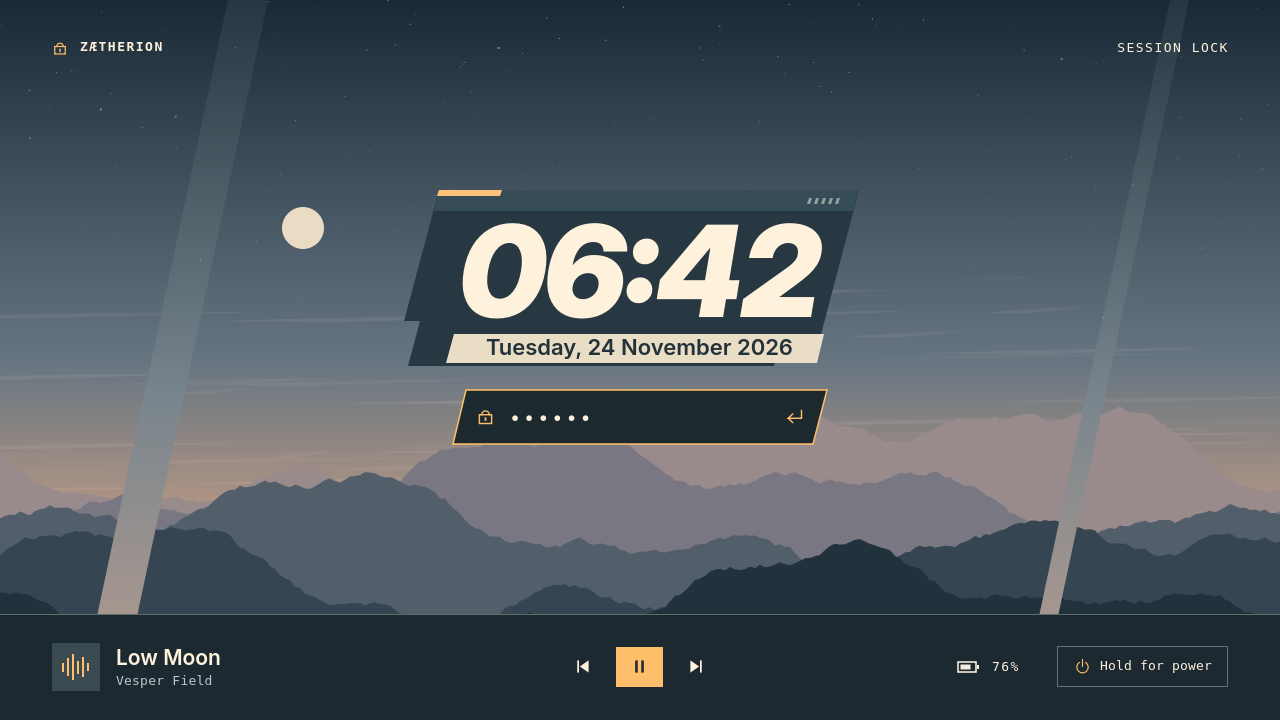 ZÆTHERION
SESSION LOCK
06:42
Tuesday, 24 November 2026
Low Moon
Vesper Field
76%
Hold for power